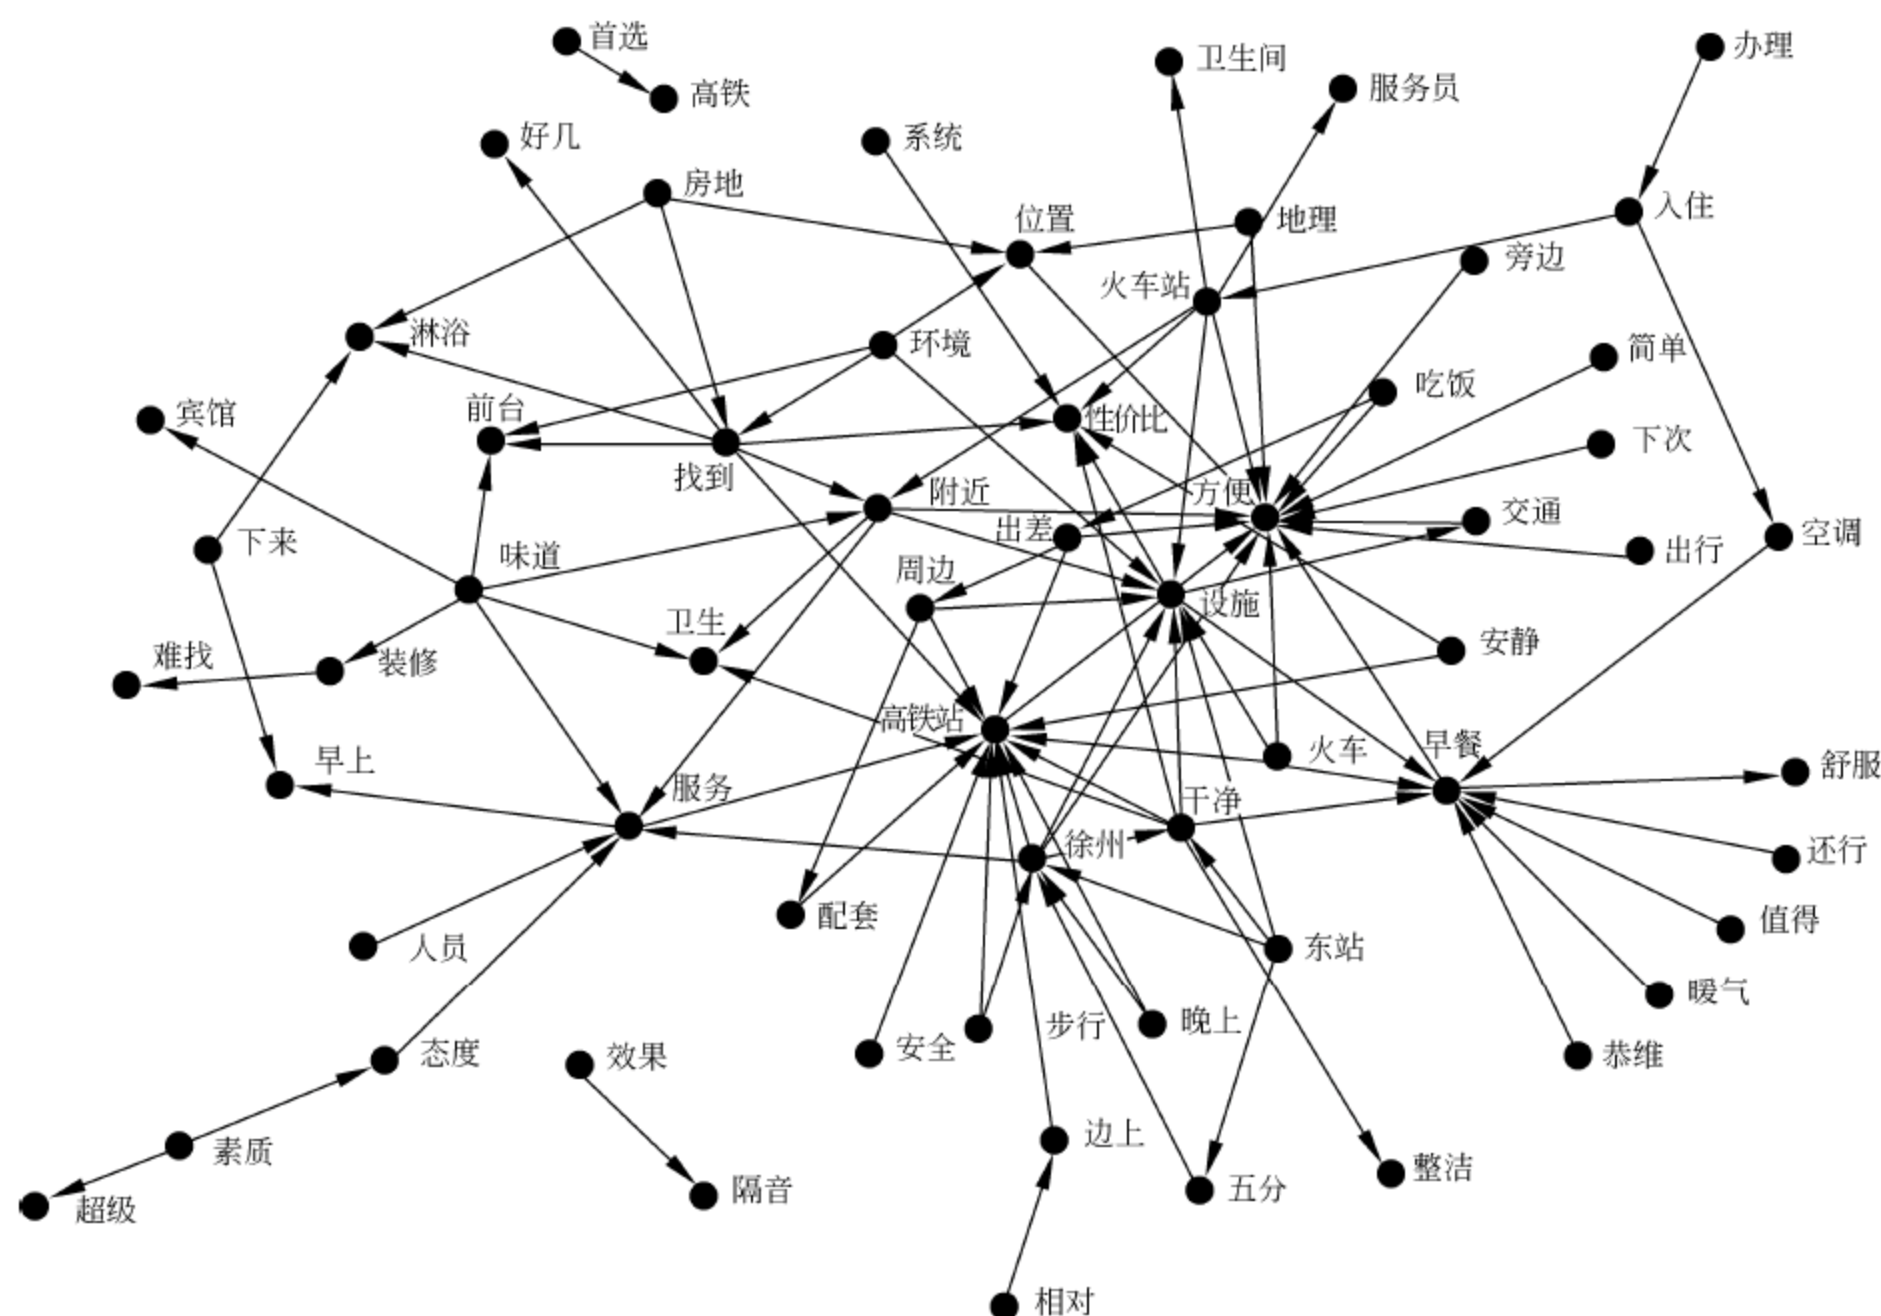 首选
办理
卫生间
服务员
高铁
好几
系统
房地
入住
位置
地理
旁边
火车站
淋浴
环境
简单
吃饭
宾馆
前台
性价比
下次
找到
附近
方便
交通
出差
下来
味道
空调
出行
周边
设施
卫生
安静
难找
装修
高铁站
火车
早餐
早上
舒服
服务
干净
徐州
还行
配套
值得
人员
东站
暖气
步行
晚上
安全
态度
效果
恭维
边上
素质
整洁
隔音
五分
超级
相对